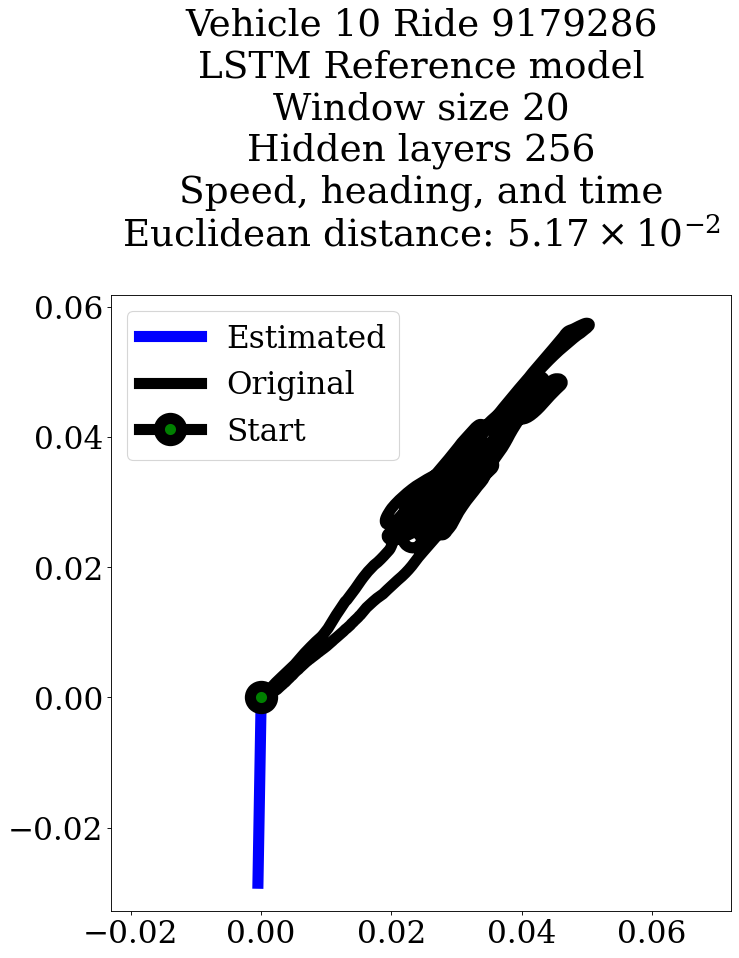 Vehicle 10 Ride 9179286
LSTM Reference model
Window size 20
Hidden layers 256
Speed, heading, and time
Euclidean distance: 5.17 × 10⁻²
0.06
Estimated
Original
Start
0.04
0.02
0.00
−0.02
−0.02 0.00 0.02 0.04 0.06